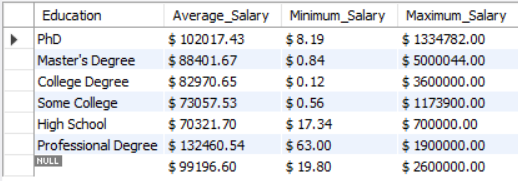 Education Average_Salary Minimum_Salary Maximum_Salary
PhD $ 102017.43 $ 8.19 $ 1334782.00
Master's Degree $ 88401.67 $ 0.84 $ 5000044.00
College Degree $ 82970.65 $ 0.12 $ 3600000.00
Some College $ 73057.53 $ 0.56 $ 1173900.00
High School $ 70321.70 $ 17.34 $ 700000.00
Professional Degree $ 132460.54 $ 63.00 $ 1900000.00
NULL $ 99196.60 $ 19.80 $ 2600000.00